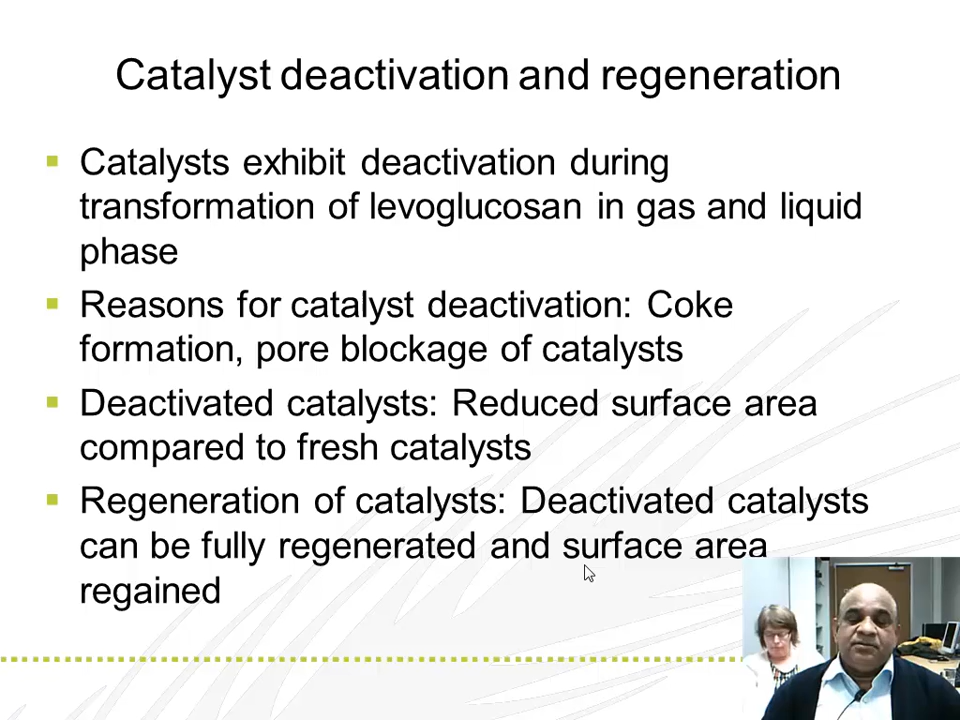 Catalyst deactivation and regeneration
Catalysts exhibit deactivation during
transformation of levoglucosan in gas and liquid
phase
Reasons for catalyst deactivation: Coke
formation, pore blockage of catalysts
Deactivated catalysts: Reduced surface area
compared to fresh catalysts
Regeneration of catalysts: Deactivated catalysts
can be fully regenerated and surface area
regained